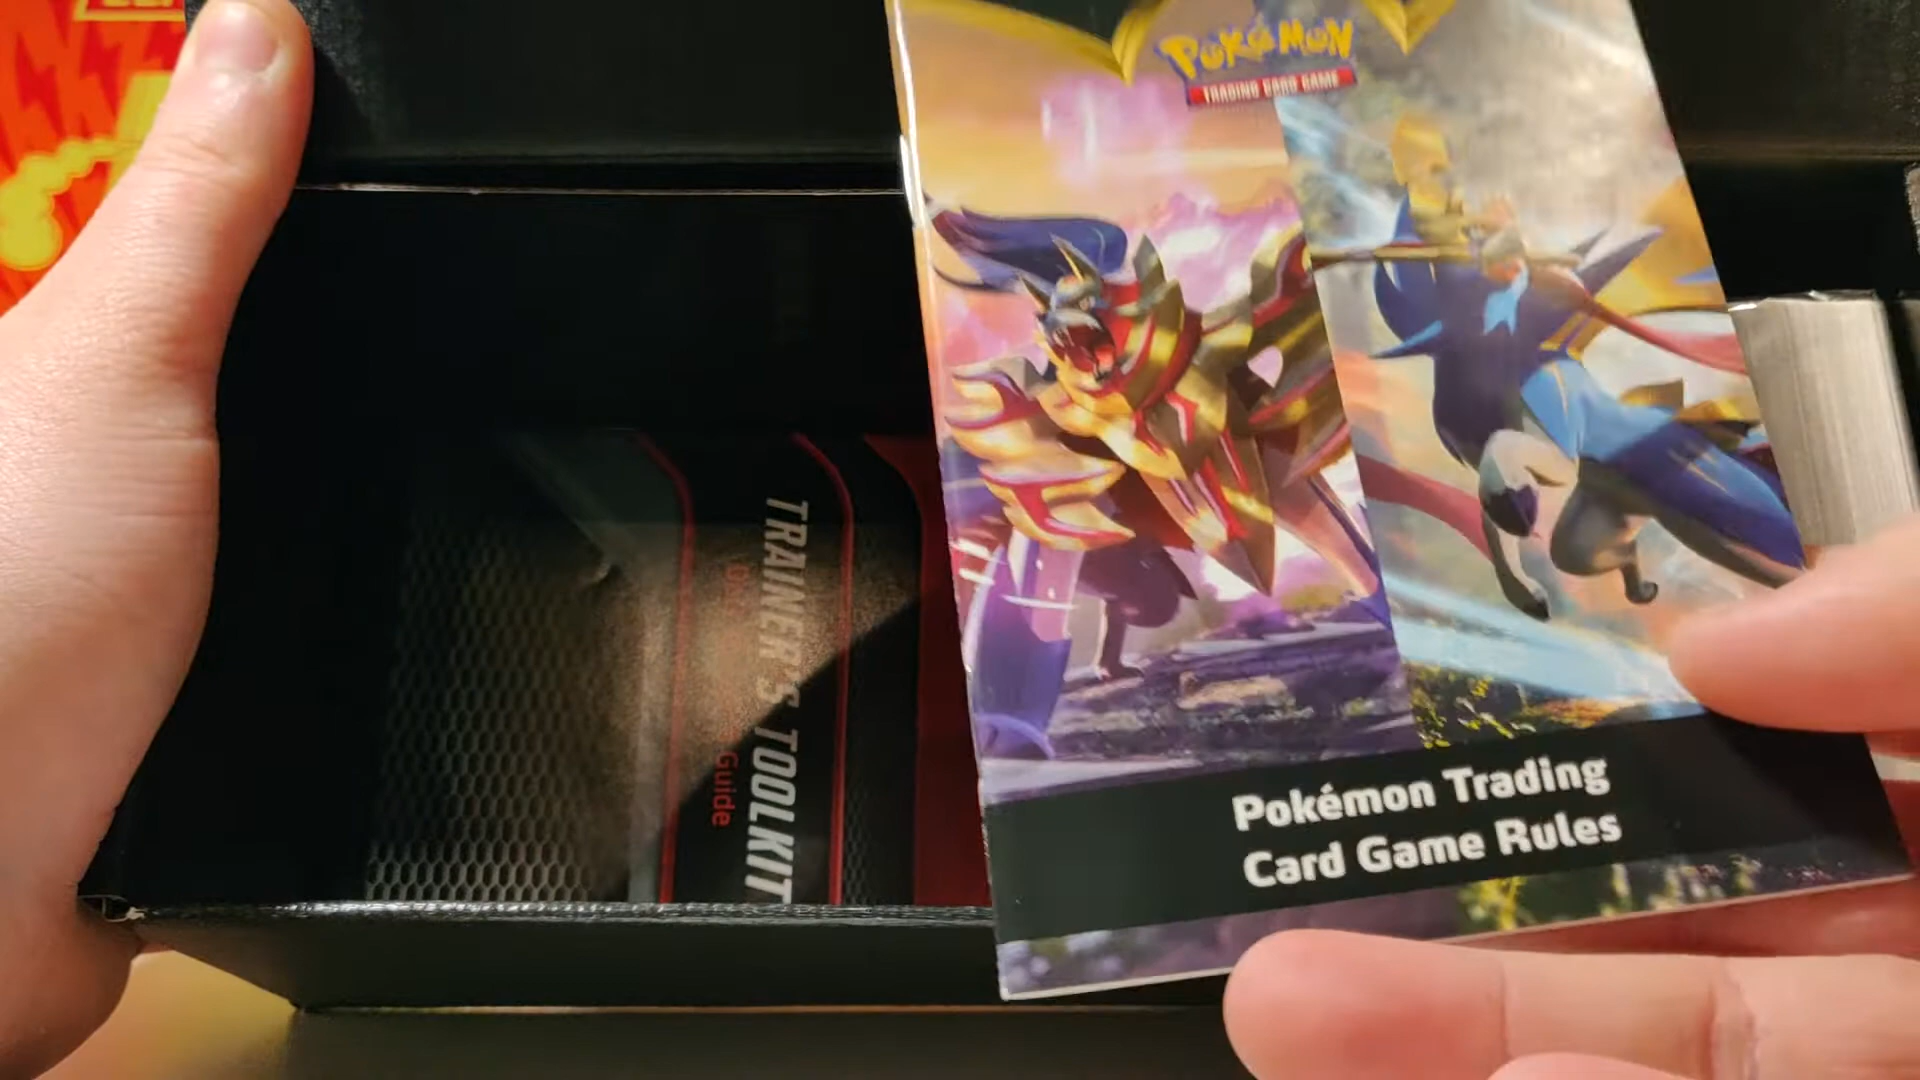 POKéMON
TRADING CARD GAME
TRAINER'S TOOLKIT
Guide
Pokémon Trading
Card Game Rules